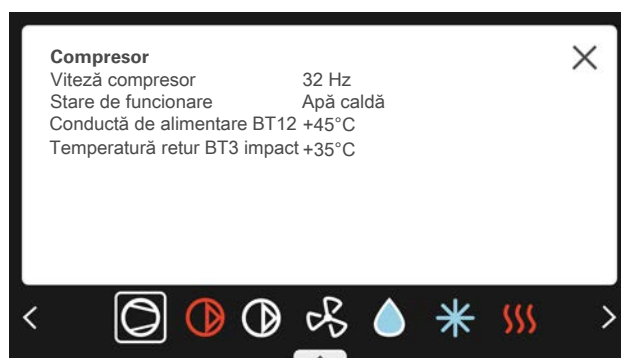 Compresor
Viteză compresor 32 Hz
Stare de funcionare Apă caldă
Conductă de alimentare BT12 +45°C
Temperatură retur BT3 impact +35°C